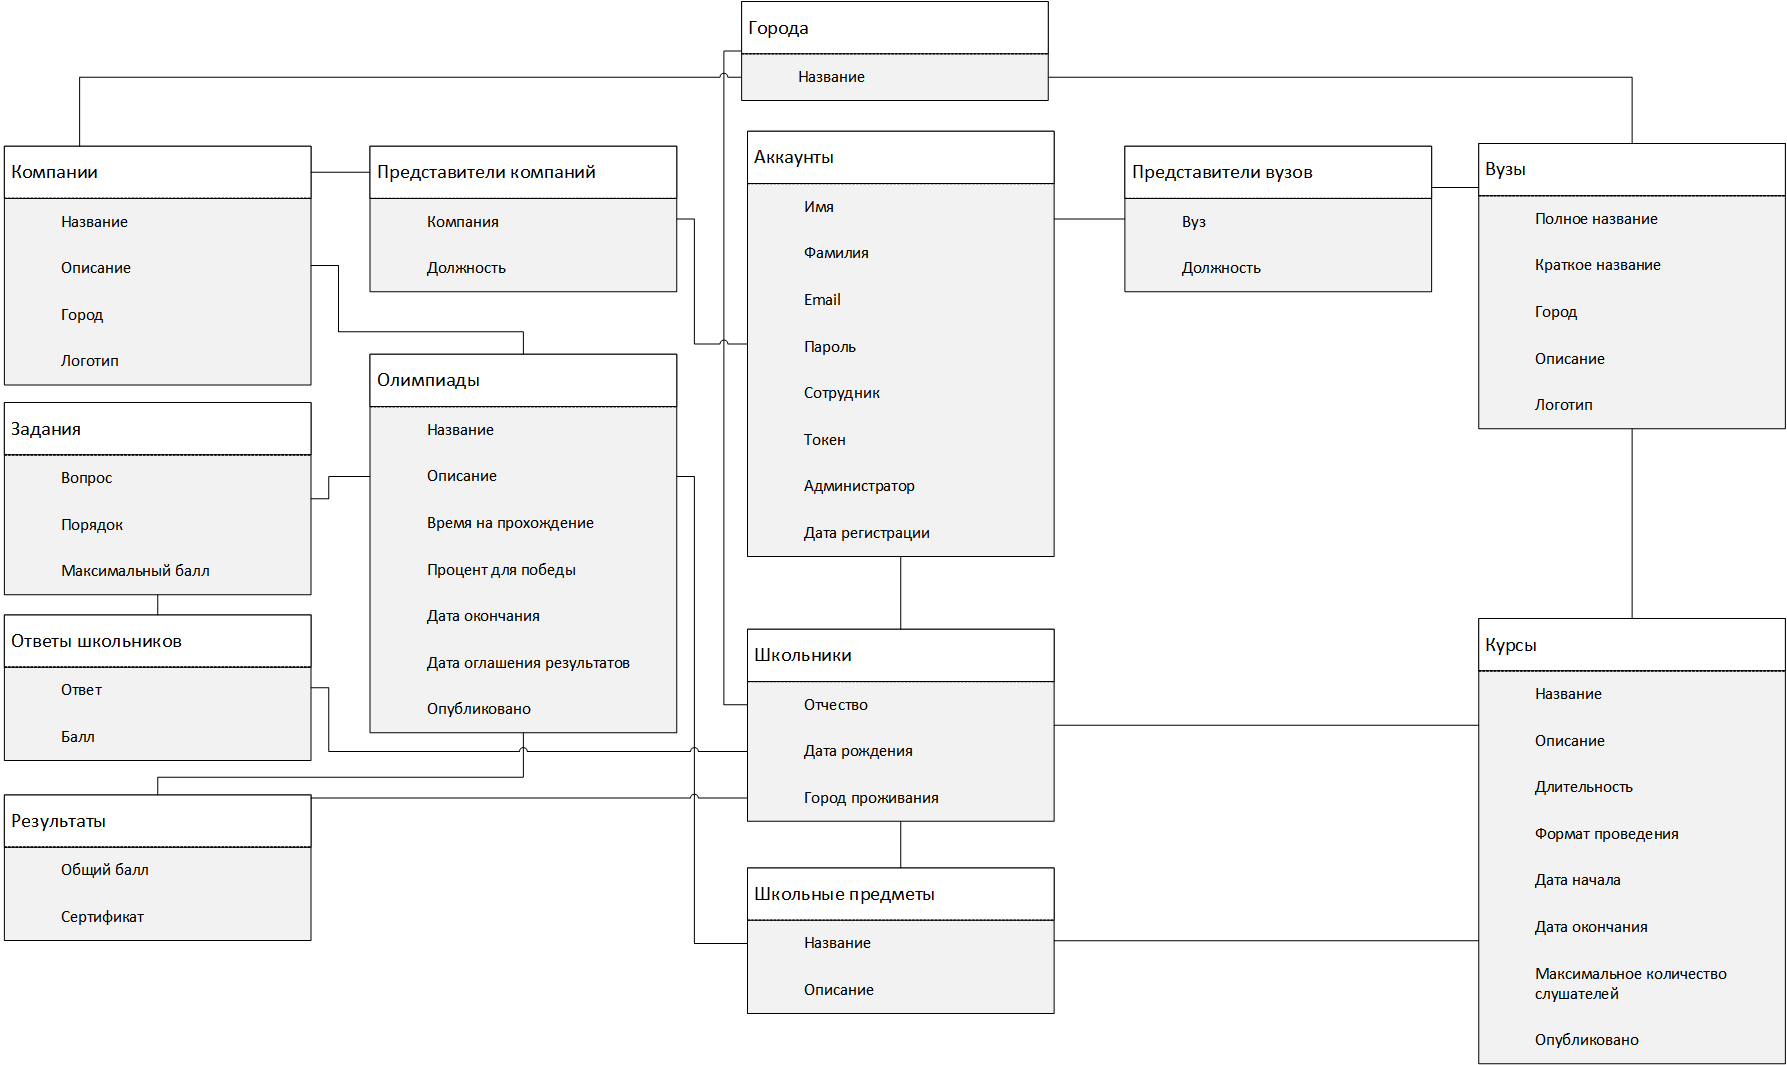 Города
Название
Компании
Название
Описание
Город
Логотип
Представители компаний
Компания
Должность
Аккаунты
Имя
Фамилия
Email
Пароль
Сотрудник
Токен
Администратор
Дата регистрации
Представители вузов
Вуз
Должность
Вузы
Полное название
Краткое название
Город
Описание
Логотип
Задания
Вопрос
Порядок
Максимальный балл
Олимпиады
Название
Описание
Время на прохождение
Процент для победы
Дата окончания
Дата оглашения результатов
Опубликовано
Ответы школьников
Ответ
Балл
Школьники
Отчество
Дата рождения
Город проживания
Курсы
Название
Описание
Длительность
Формат проведения
Дата начала
Дата окончания
Максимальное количество
слушателей
Опубликовано
Результаты
Общий балл
Сертификат
Школьные предметы
Название
Описание